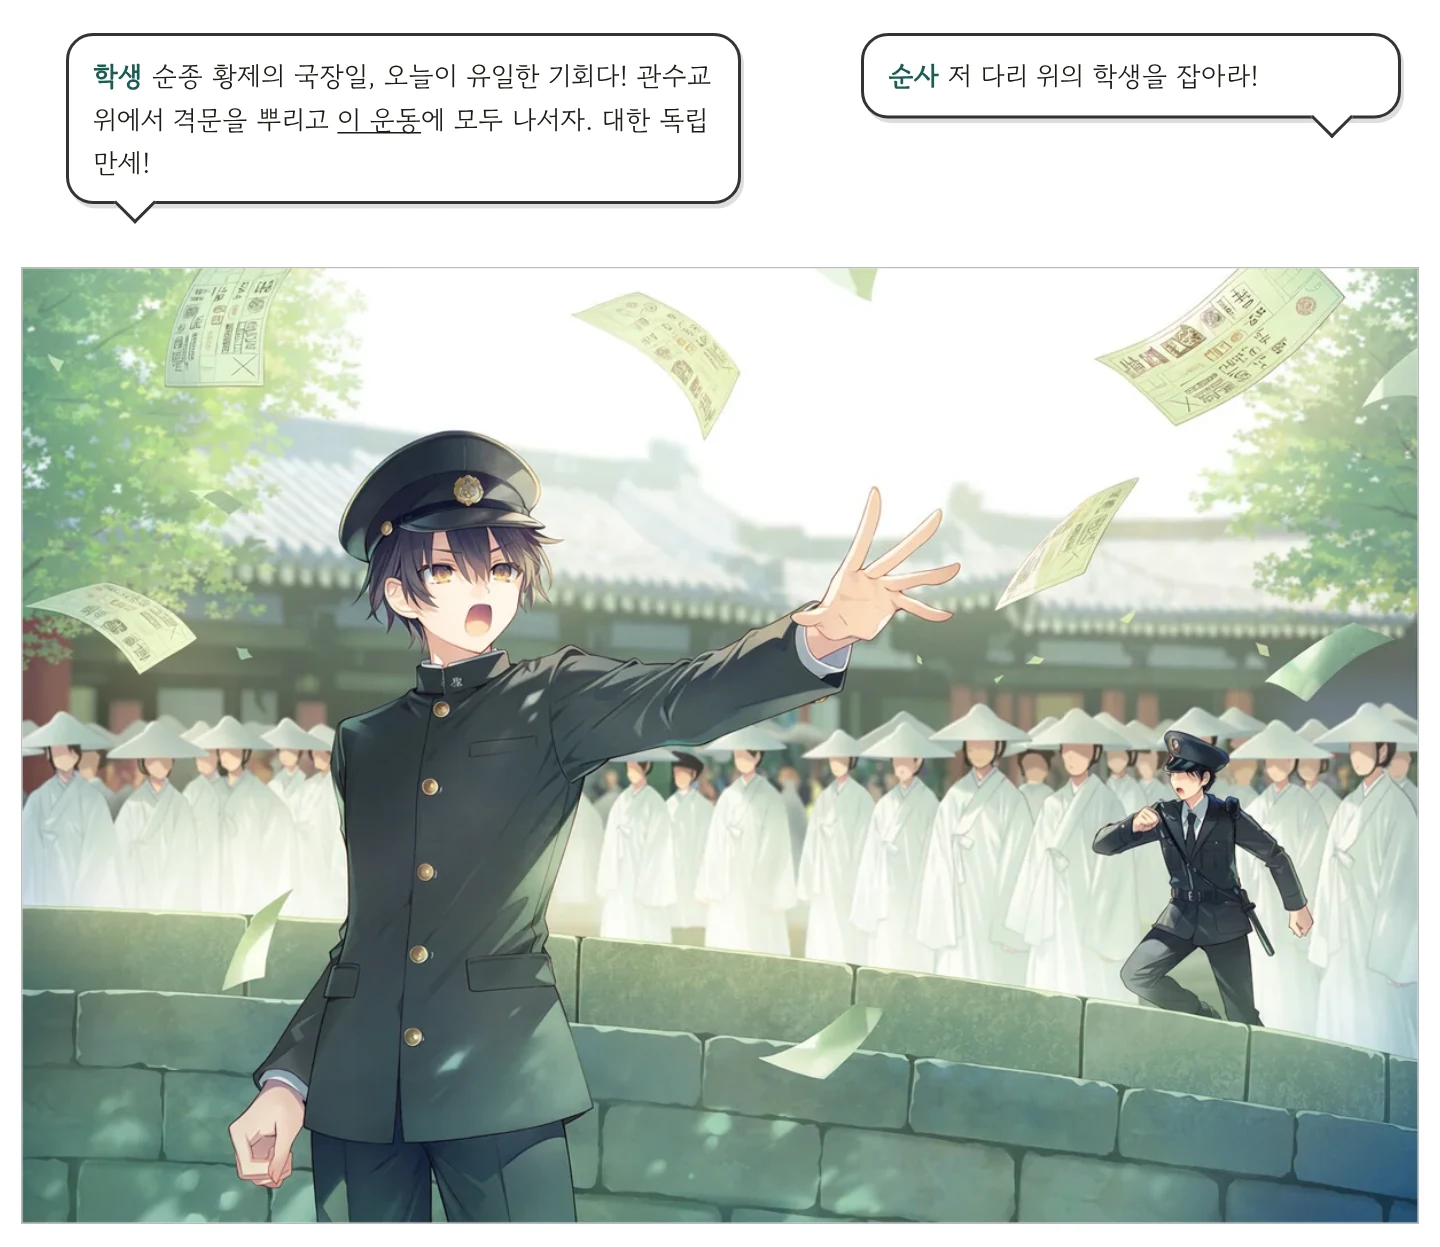 학생 순종 황제의 국장일, 오늘이 유일한 기회다! 관수교
위에서 격문을 뿌리고 이 운동에 모두 나서자. 대한 독립
만세!
순사 저 다리 위의 학생을 잡아라!